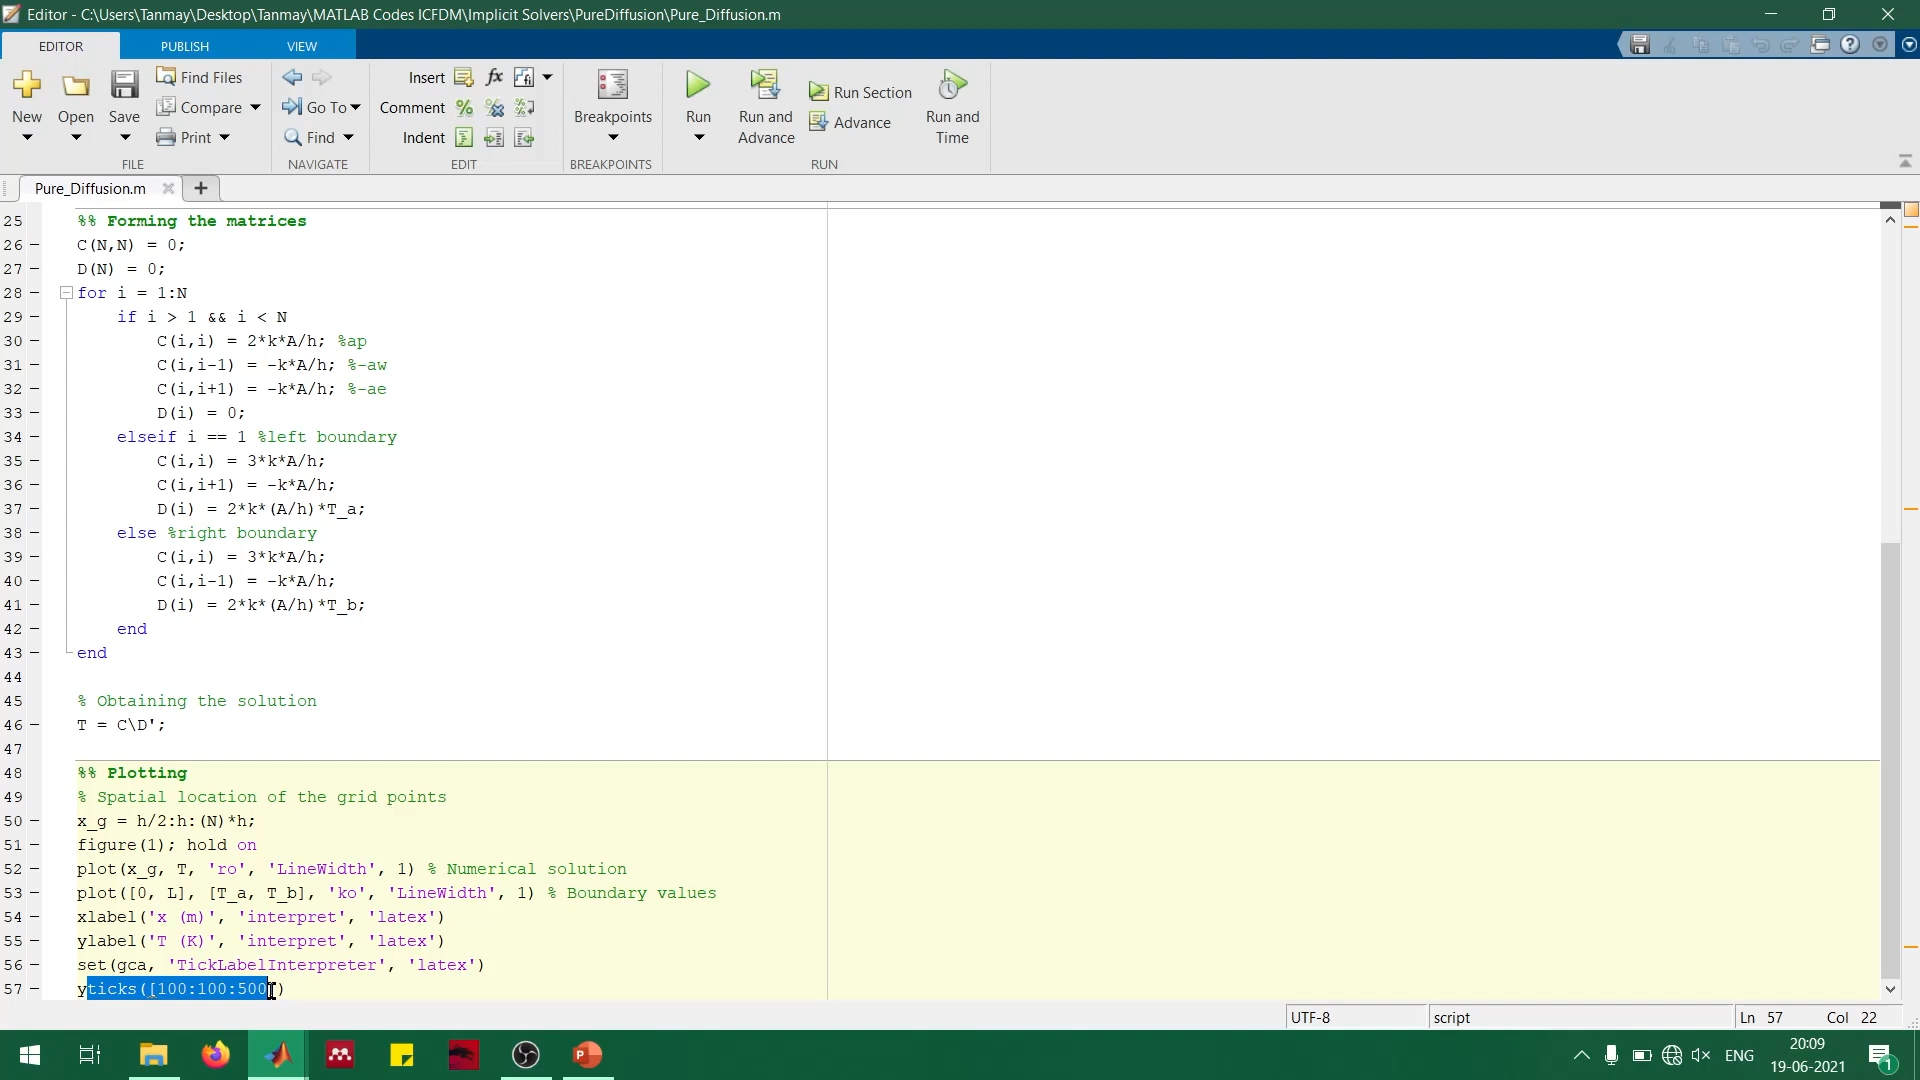 Editor - C:\Users\Tanmay\Desktop\Tanmay\MATLAB Codes ICFDM\Implicit Solvers\PureDiffusion\Pure_Diffusion.m
EDITOR PUBLISH VIEW
New Open Save Find Files Compare Print
FILE
Go To Find
NAVIGATE
Insert fx
Comment
Indent
EDIT
Breakpoints
BREAKPOINTS
Run Run and Advance Run Section Advance Run and Time
RUN
Pure_Diffusion.m
25 %% Forming the matrices
26 – C(N,N) = 0;
27 – D(N) = 0;
28 – for i = 1:N
29 – if i > 1 && i < N
30 – C(i,i) = 2*k*A/h; %ap
31 – C(i,i-1) = -k*A/h; %-aw
32 – C(i,i+1) = -k*A/h; %-ae
33 – D(i) = 0;
34 – elseif i == 1 %left boundary
35 – C(i,i) = 3*k*A/h;
36 – C(i,i+1) = -k*A/h;
37 – D(i) = 2*k*(A/h)*T_a;
38 – else %right boundary
39 – C(i,i) = 3*k*A/h;
40 – C(i,i-1) = -k*A/h;
41 – D(i) = 2*k*(A/h)*T_b;
42 – end
43 – end
44
45 % Obtaining the solution
46 – T = C\D';
47
48 %% Plotting
49 % Spatial location of the grid points
50 – x_g = h/2:h:(N)*h;
51 – figure(1); hold on
52 – plot(x_g, T, 'ro', 'LineWidth', 1) % Numerical solution
53 – plot([0, L], [T_a, T_b], 'ko', 'LineWidth', 1) % Boundary values
54 – xlabel('x (m)', 'interpret', 'latex')
55 – ylabel('T (K)', 'interpret', 'latex')
56 – set(gca, 'TickLabelInterpreter', 'latex')
57 – yticks([100:100:500])
UTF-8 script Ln 57 Col 22
ENG 20:09
19-06-2021 1